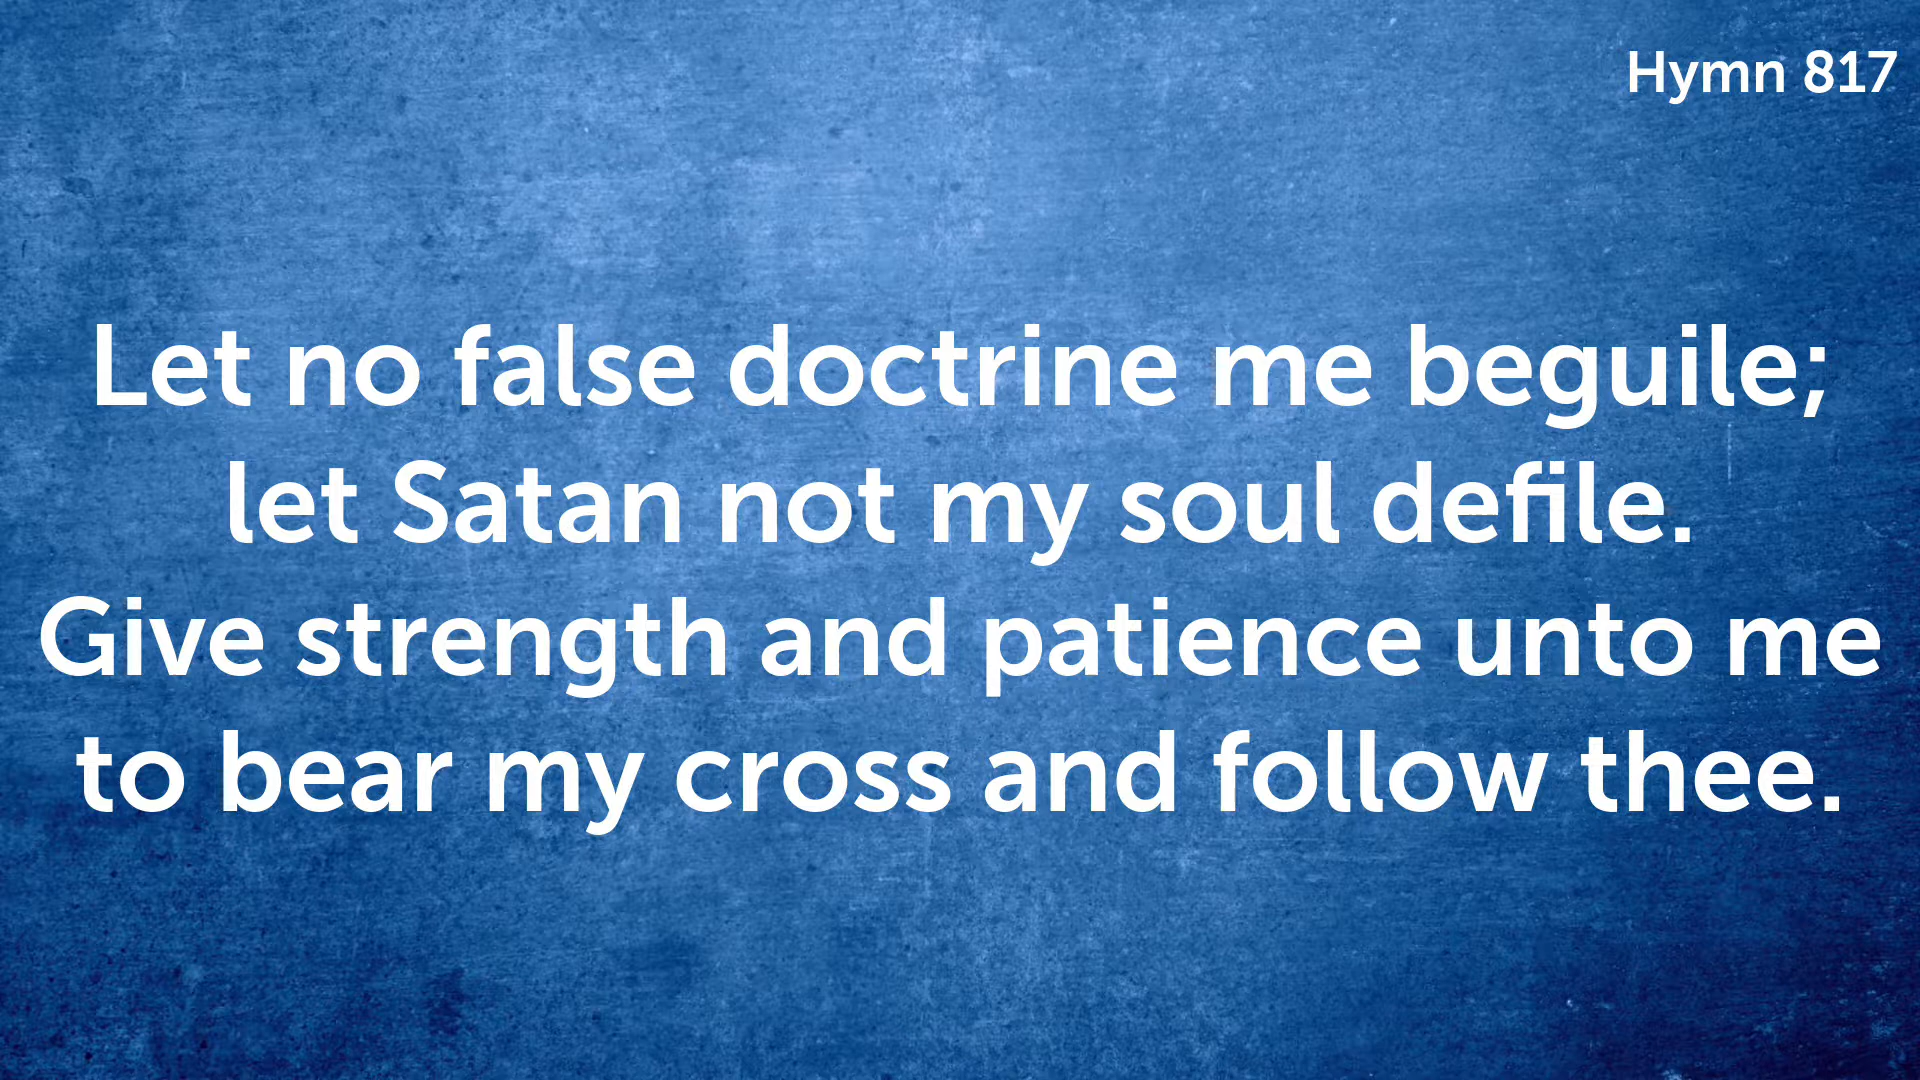 Hymn 817
Let no false doctrine me beguile;
let Satan not my soul defile.
Give strength and patience unto me
to bear my cross and follow thee.